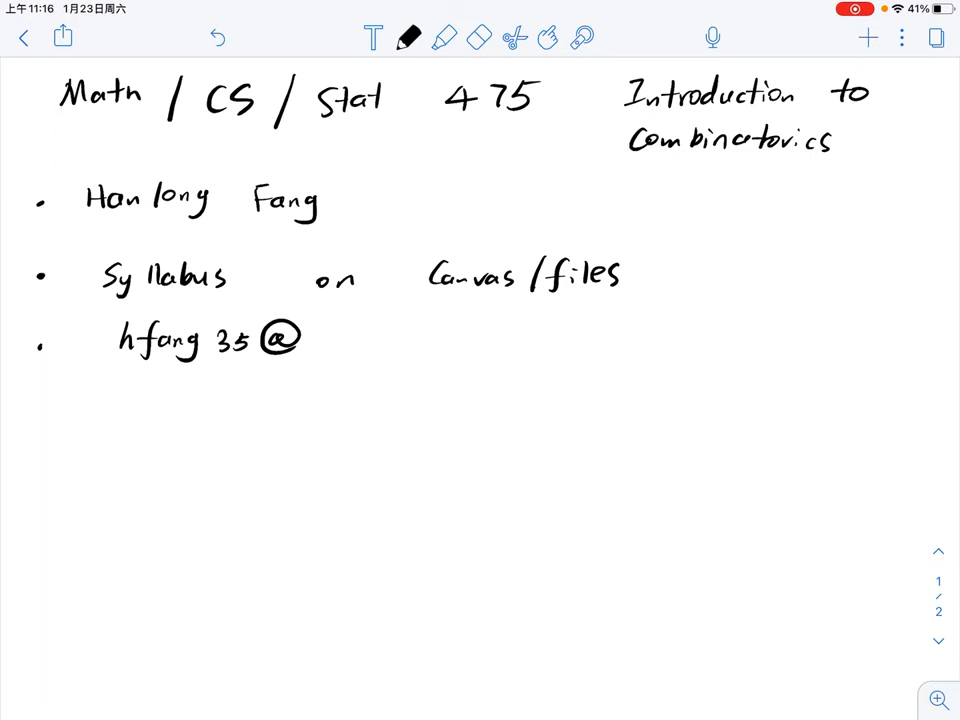 上午11:16 1月23日周六 41%
Math / CS / Stat 475 Introduction to
Combinatorics
• Hanlong Fang
• Syllabus on Canvas/files
• hfang35@
1
/
2